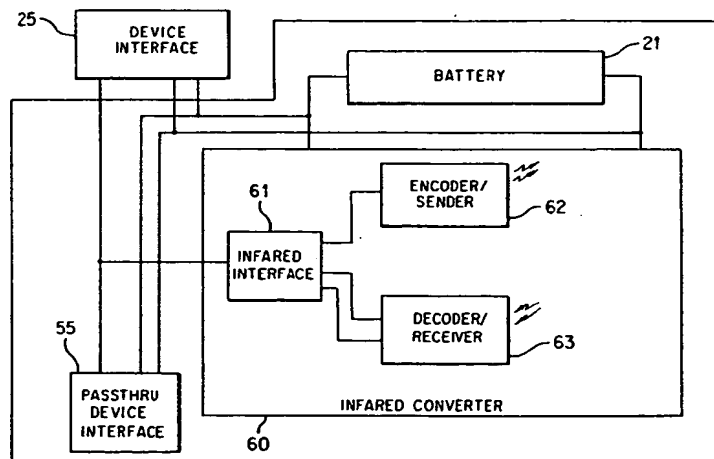 25
DEVICE
INTERFACE
21
BATTERY
61
INFARED
INTERFACE
ENCODER/
SENDER
62
DECODER/
RECEIVER
63
55
PASSTHRU
DEVICE
INTERFACE
INFARED CONVERTER
60